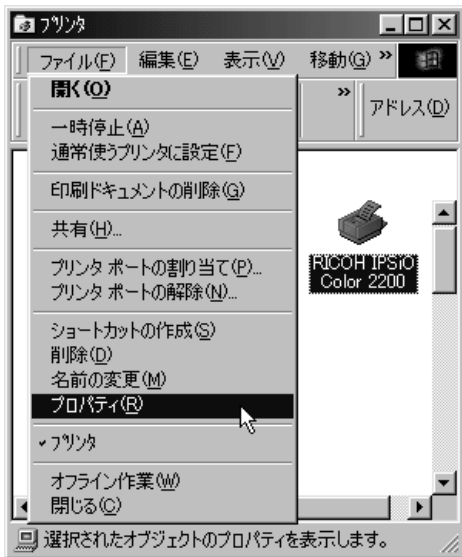 プリンタ
ファイル(F) 編集(E) 表示(V) 移動(G) »
» アドレス(D)
開く(O)
一時停止(A)
通常使うプリンタに設定(F)
印刷ドキュメントの削除(G)
共有(H)...
プリンタ ポートの割り当て(P)...
プリンタ ポートの解除(N)...
ショートカットの作成(S)
削除(D)
名前の変更(M)
プロパティ(R)
プリンタ
オフライン作業(W)
閉じる(C)
RICOH IPSiO
Color 2200
選択されたオブジェクトのプロパティを表示します。